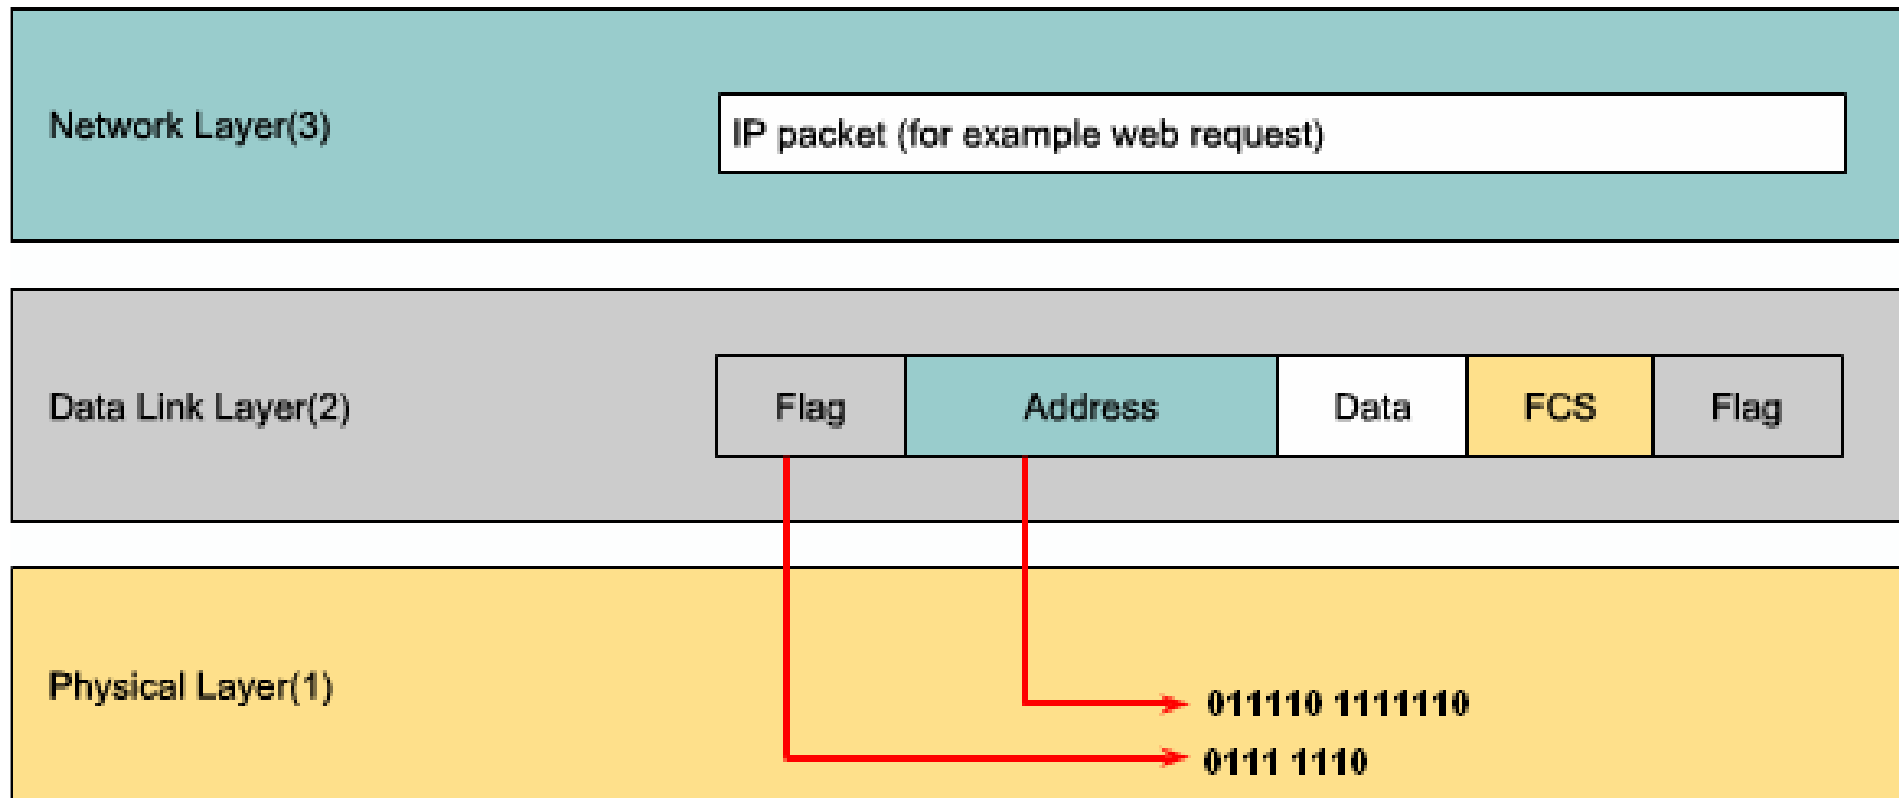 Network Layer(3)
IP packet (for example web request)
Data Link Layer(2)
Flag
Address
Data
FCS
Flag
Physical Layer(1)
011110 1111110
0111 1110